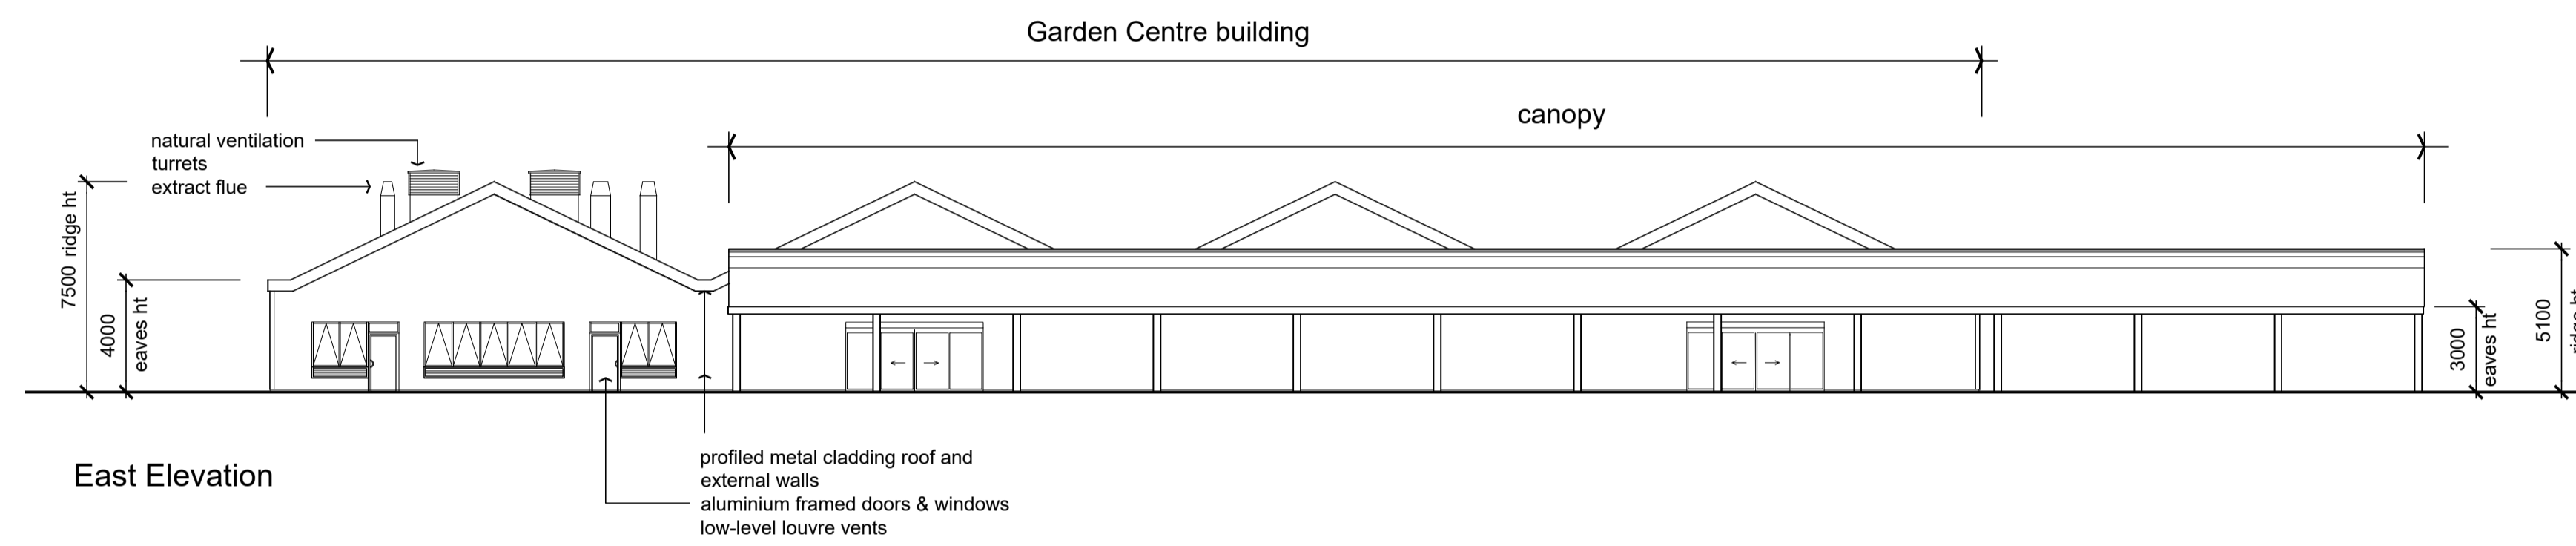 Garden Centre building
canopy
natural ventilation
turrets
extract flue
7500 ridge ht
4000
eaves ht
3000
eaves ht
5100
East Elevation
profiled metal cladding roof and
external walls
aluminium framed doors & windows
low-level louvre vents